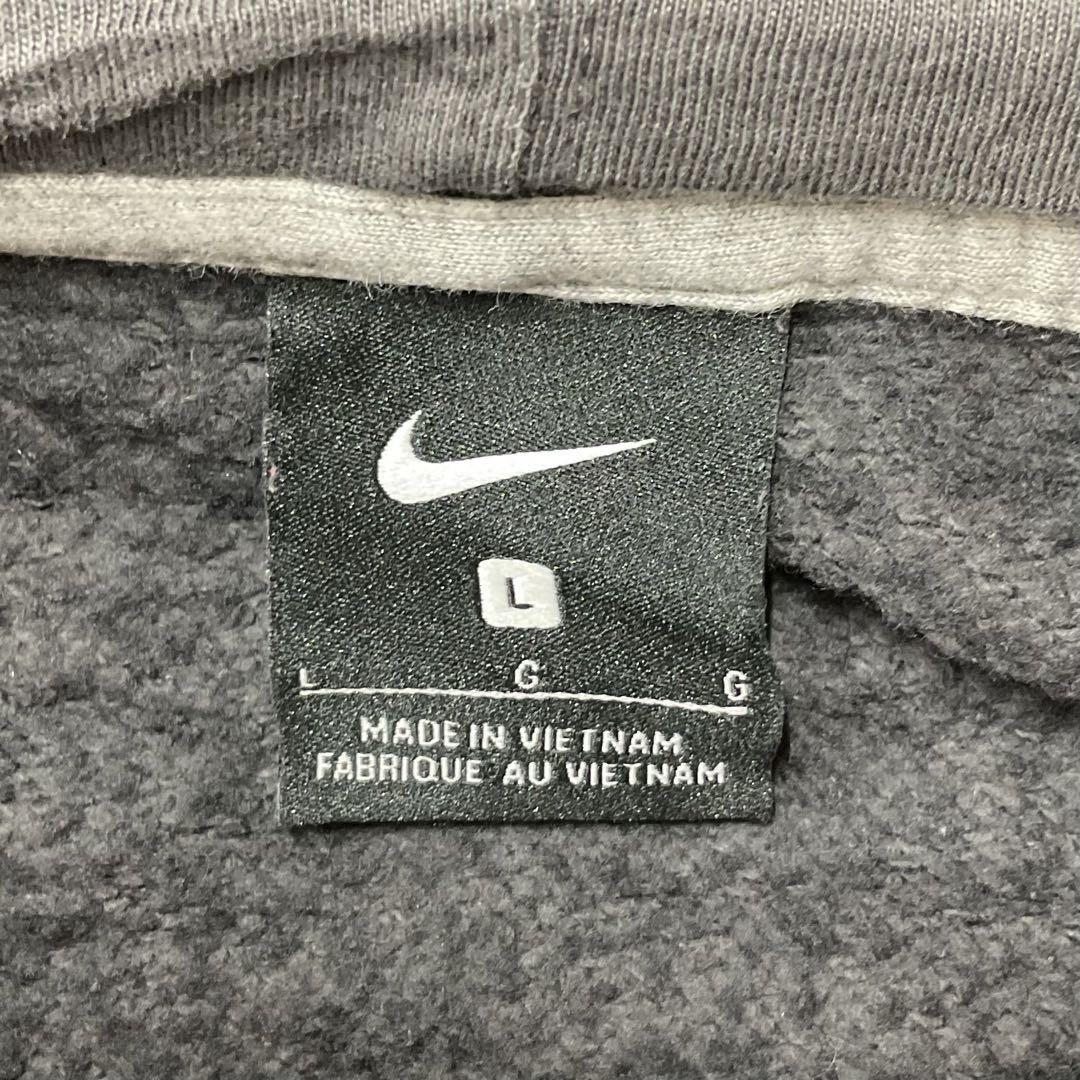 L
L G G
MADE IN VIETNAM
FABRIQUE AU VIETNAM